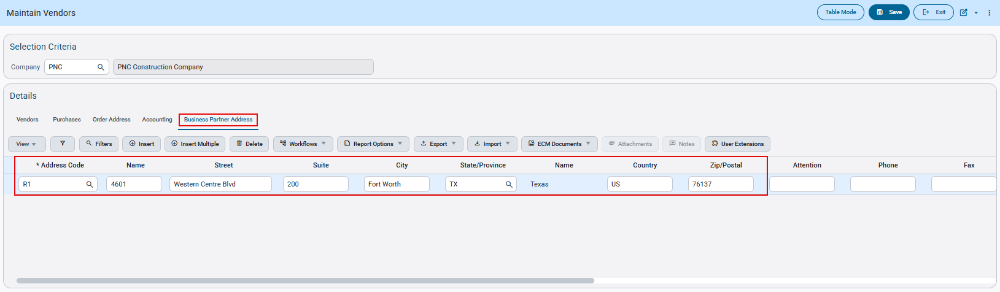 Maintain Vendors
Table Mode Save Exit
Selection Criteria
Company PNC PNC Construction Company
Details
Vendors Purchases Order Address Accounting Business Partner Address
View Filters Insert Insert Multiple Delete Workflows Report Options Export Import ECM Documents Attachments Notes User Extensions
* Address Code Name Street Suite City State/Province Name Country Zip/Postal Attention Phone Fax
R1 4601 Western Centre Blvd 200 Fort Worth TX Texas US 76137